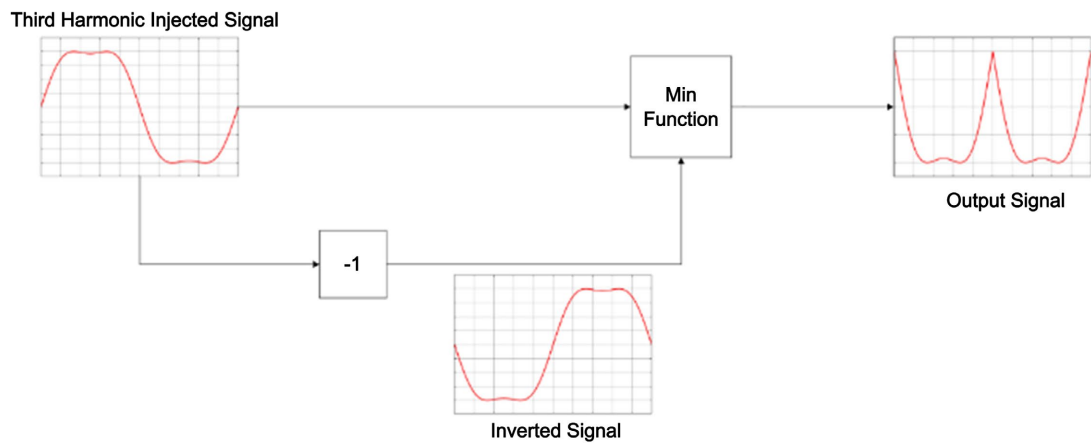 Third Harmonic Injected Signal
Min
Function
Output Signal
-1
Inverted Signal